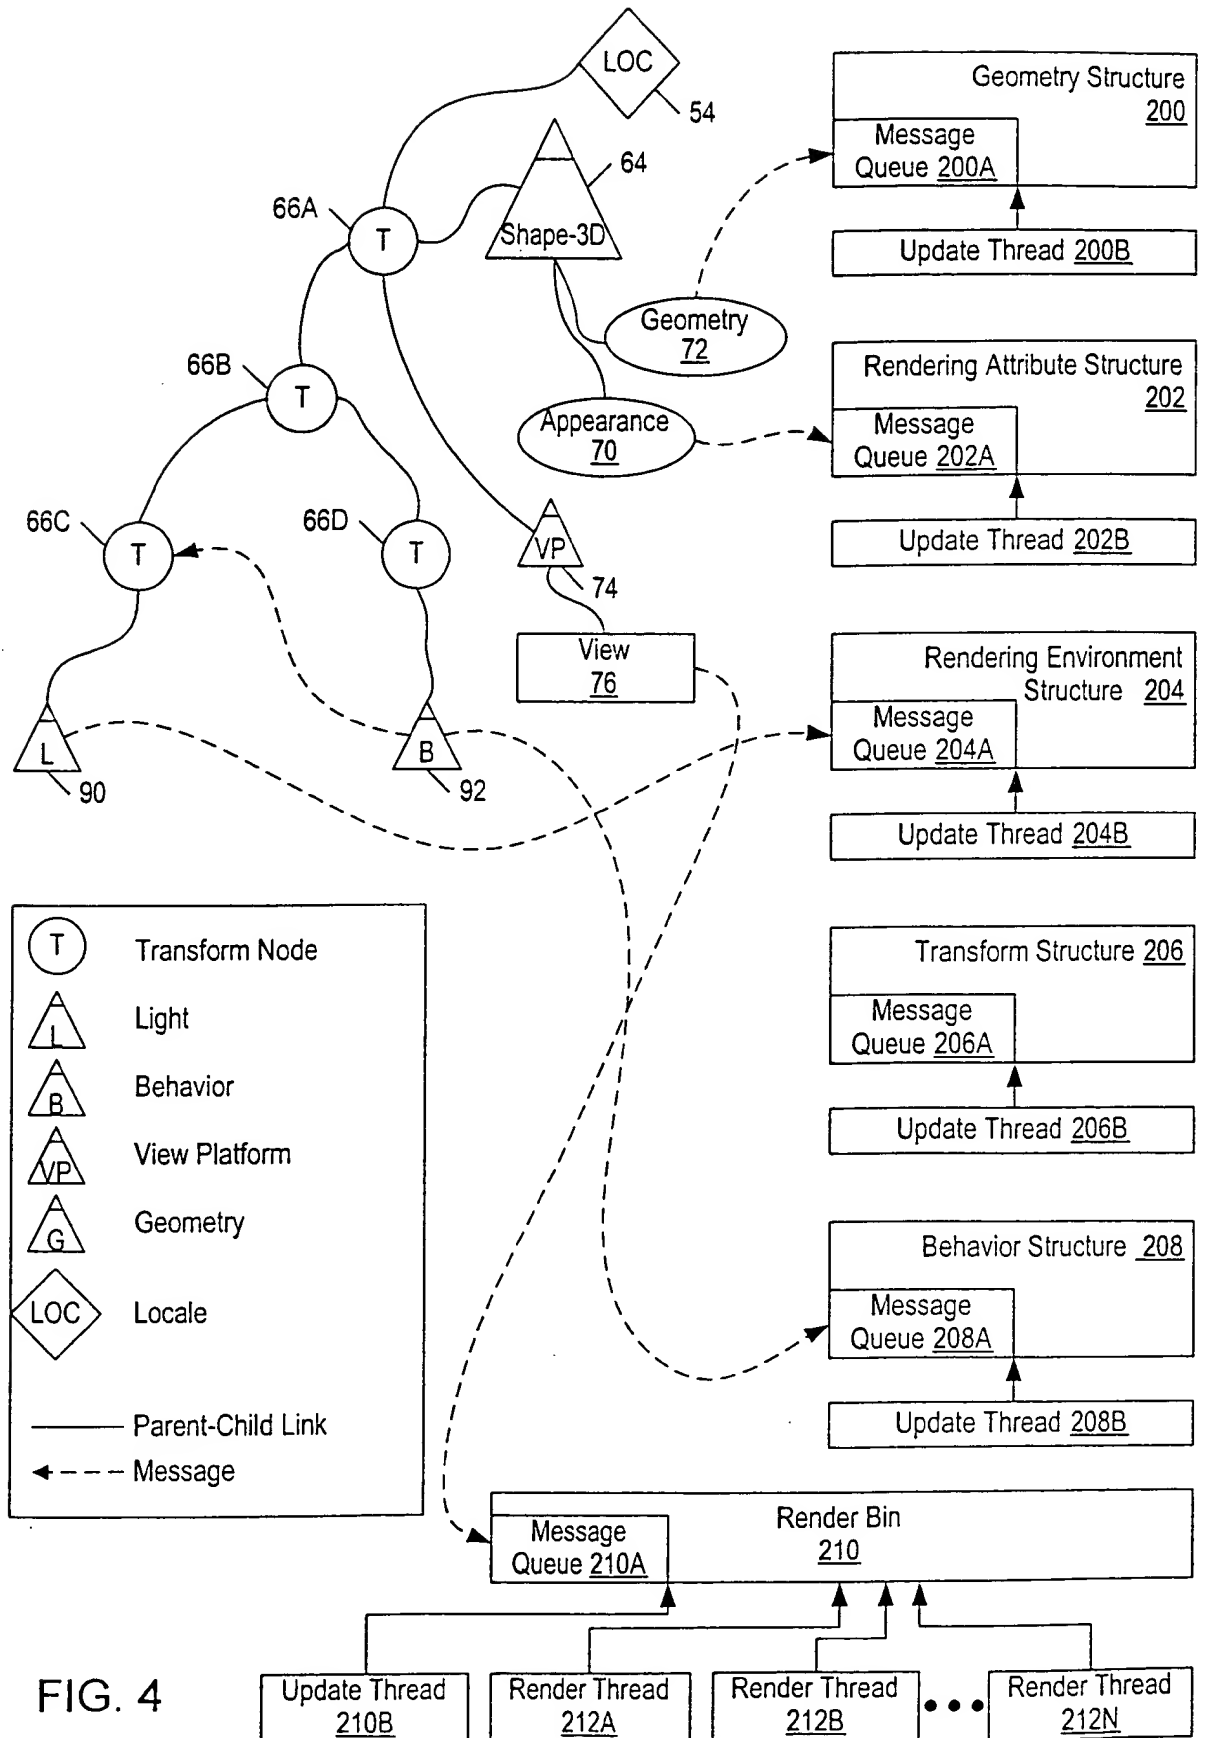 LOC
54
64
66A
T
Shape-3D
Geometry
72
66B
T
Appearance
70
66C
T
66D
T
VP
74
View
76
L
90
B
92
Geometry Structure
200
Message
Queue 200A
Update Thread 200B
Rendering Attribute Structure
202
Message
Queue 202A
Update Thread 202B
Rendering Environment
Structure 204
Message
Queue 204A
Update Thread 204B
Transform Structure 206
Message
Queue 206A
Update Thread 206B
Behavior Structure 208
Message
Queue 208A
Update Thread 208B
T
Transform Node
L
Light
B
Behavior
VP
View Platform
G
Geometry
LOC
Locale
Parent-Child Link
Message
Render Bin
210
Message
Queue 210A
Update Thread
210B
Render Thread
212A
Render Thread
212B
Render Thread
212N
FIG. 4